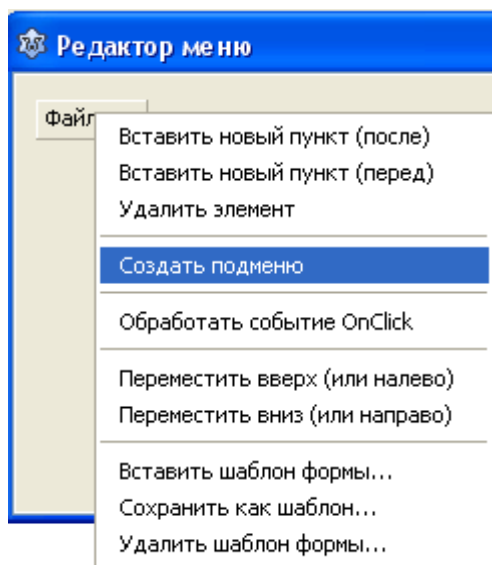 Редактор меню
Файл
Вставить новый пункт (после)
Вставить новый пункт (перед)
Удалить элемент
Создать подменю
Обработать событие OnClick
Переместить вверх (или налево)
Переместить вниз (или направо)
Вставить шаблон формы...
Сохранить как шаблон...
Удалить шаблон формы...